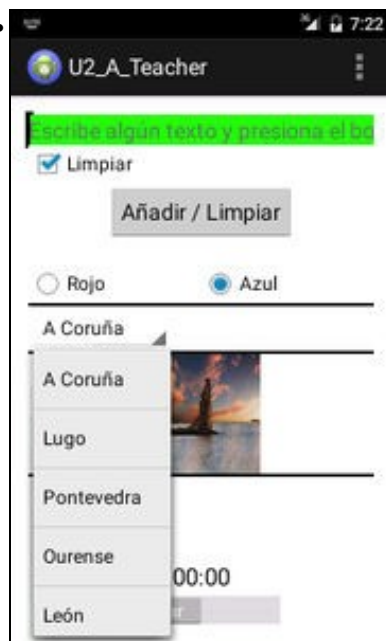 7:22
U2_A_Teacher
Escribe algún texto y presiona el bo
Limpiar
Añadir / Limpiar
Rojo Azul
A Coruña
A Coruña
Lugo
Pontevedra
Ourense
00:00
León